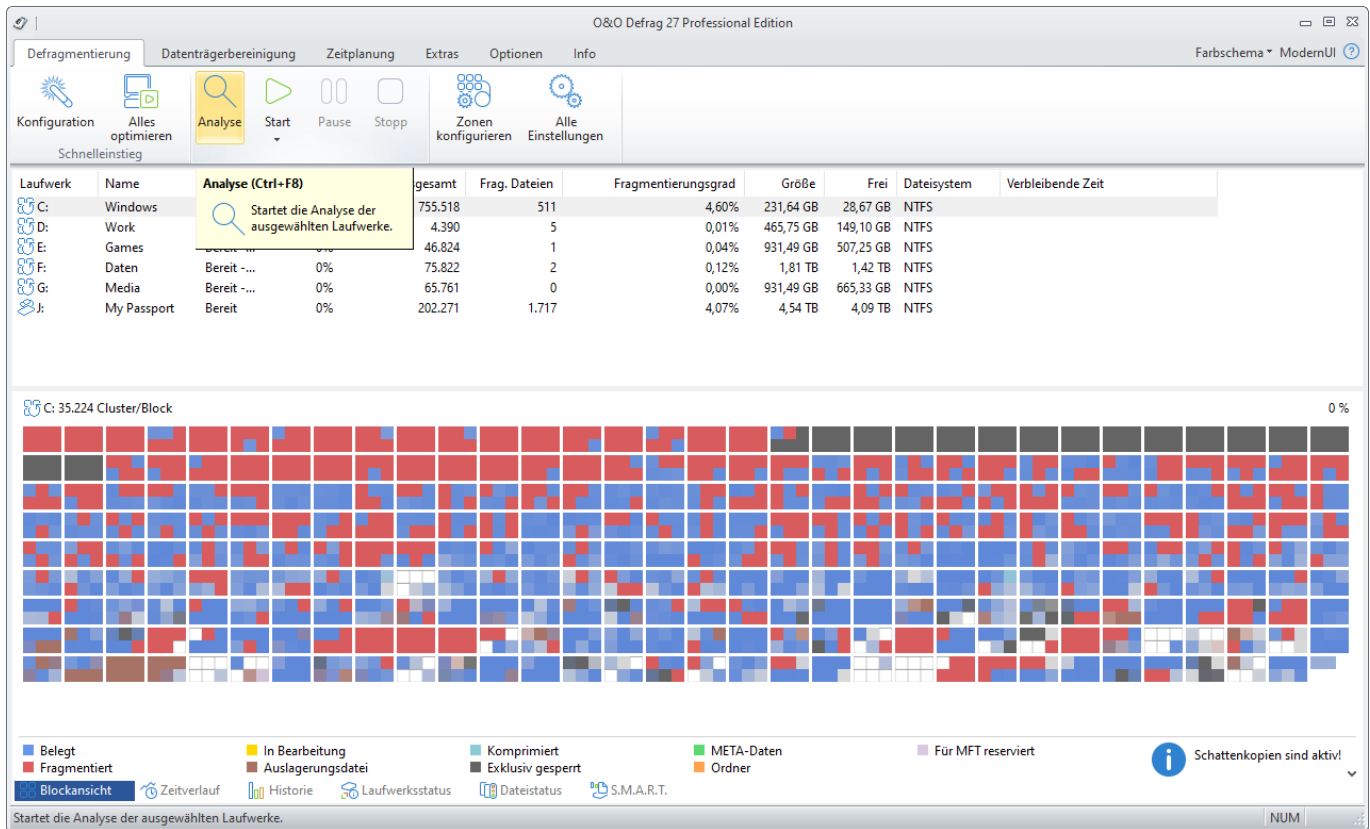 O&O Defrag 27 Professional Edition
Defragmentierung Datenträgerbereinigung Zeitplanung Extras Optionen Info Farbschema ModernUI ?
Konfiguration Alles optimieren Analyse Start Pause Stopp Zonen konfigurieren Alle Einstellungen
Schnelleinstieg
Laufwerk Name gesamt Frag. Dateien Fragmentierungsgrad Größe Frei Dateisystem Verbleibende Zeit
Analyse (Ctrl+F8)
Startet die Analyse der
ausgewählten Laufwerke.
C: Windows 755.518 511 4,60% 231,64 GB 28,67 GB NTFS
D: Work 4.390 5 0,01% 465,75 GB 149,10 GB NTFS
E: Games 46.824 1 0,04% 931,49 GB 507,25 GB NTFS
F: Daten Bereit -... 0% 75.822 2 0,12% 1,81 TB 1,42 TB NTFS
G: Media Bereit -... 0% 65.761 0 0,00% 931,49 GB 665,33 GB NTFS
J: My Passport Bereit 0% 202.271 1.717 4,07% 4,54 TB 4,09 TB NTFS
C: 35.224 Cluster/Block 0 %
Belegt In Bearbeitung Komprimiert META-Daten Für MFT reserviert
Fragmentiert Auslagerungsdatei Exklusiv gesperrt Ordner
Schattenkopien sind aktiv!
Blockansicht Zeitverlauf Historie Laufwerksstatus Dateistatus S.M.A.R.T.
Startet die Analyse der ausgewählten Laufwerke. NUM